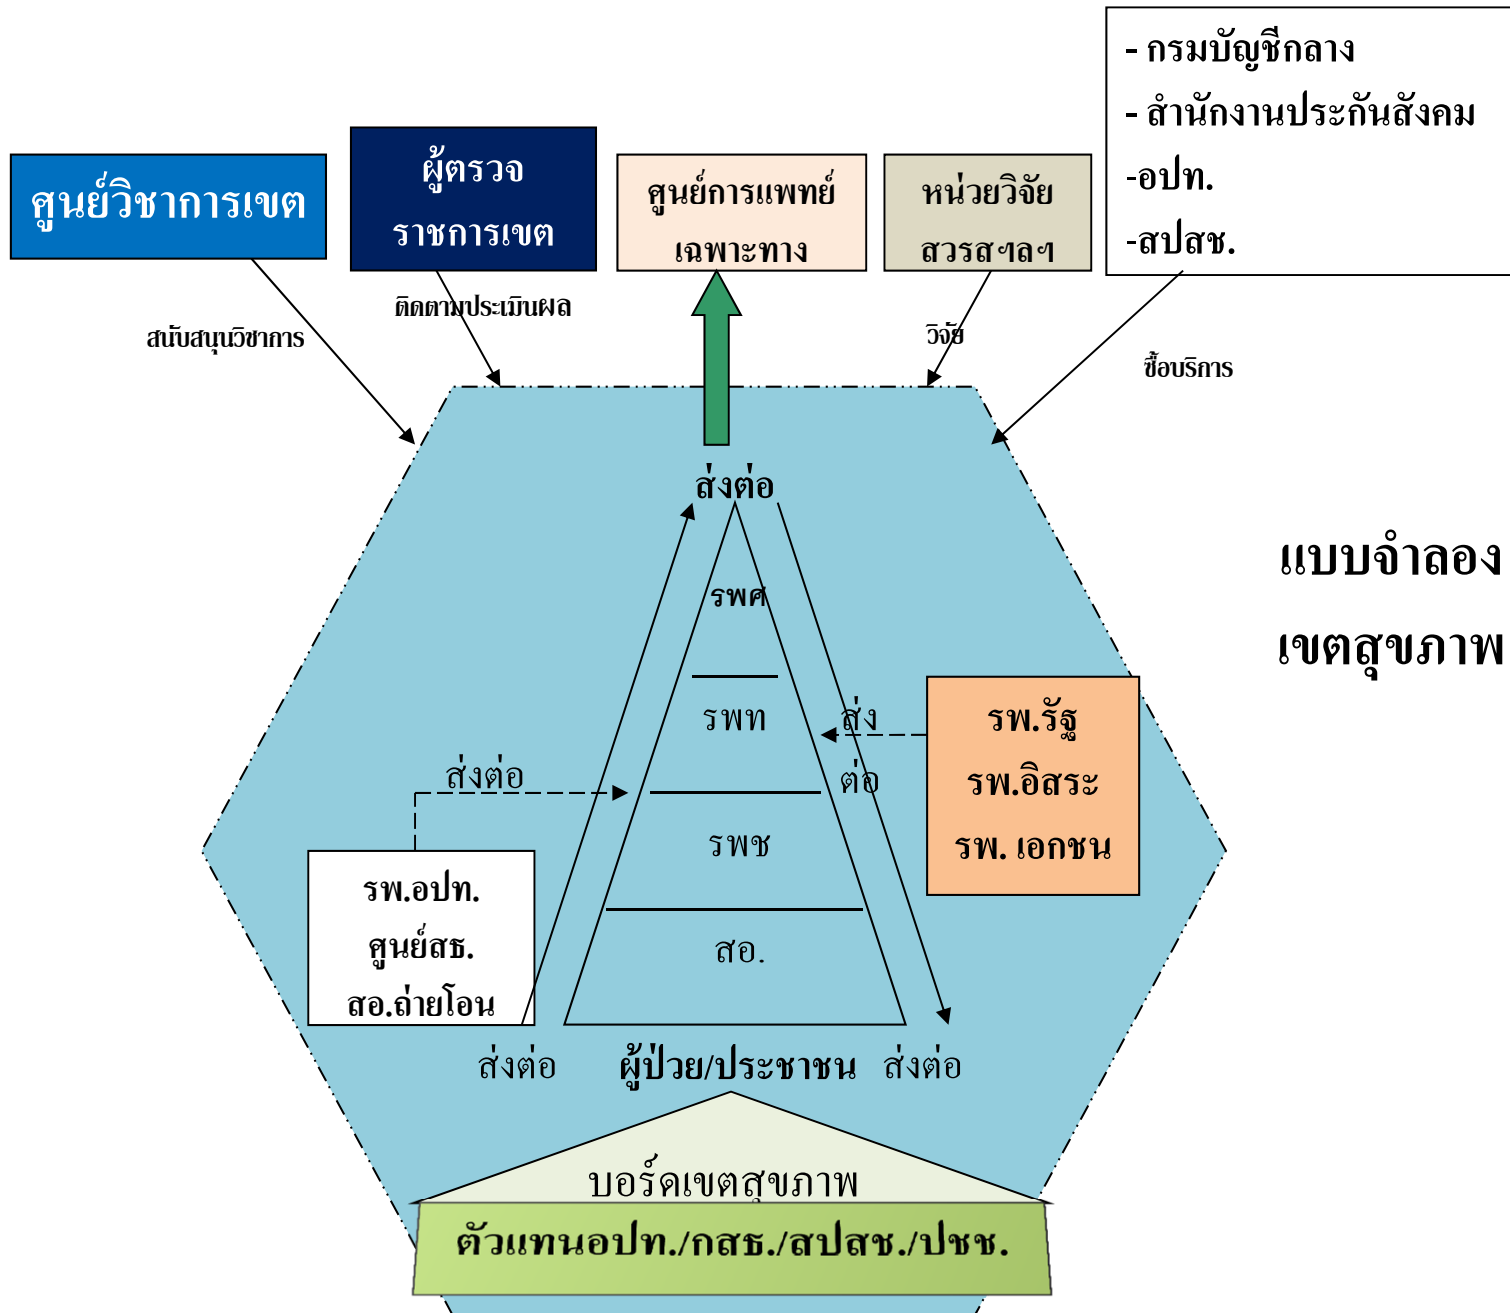 - กรมบัญชีกลาง
- สำนักงานประกันสังคม
-อปท.
-สปสช.
ศูนย์วิชาการเขต
ผู้ตรวจ
ราชการเขต
ศูนย์การแพทย์
เฉพาะทาง
หน่วยวิจัย
สวรสฯลฯ
สนับสนุนวิชาการ
ติดตามประเมินผล
วิจัย
ซื้อบริการ
ส่งต่อ
แบบจำลอง
เขตสุขภาพ
รพศ
รพท
ส่ง
ต่อ
รพ.รัฐ
รพ.อิสระ
รพ. เอกชน
ส่งต่อ
รพช
รพ.อปท.
ศูนย์สธ.
สอ.ถ่ายโอน
สอ.
ส่งต่อ
ผู้ป่วย/ประชาชน
ส่งต่อ
บอร์ดเขตสุขภาพ
ตัวแทนอปท./กสธ./สปสช./ปชช.